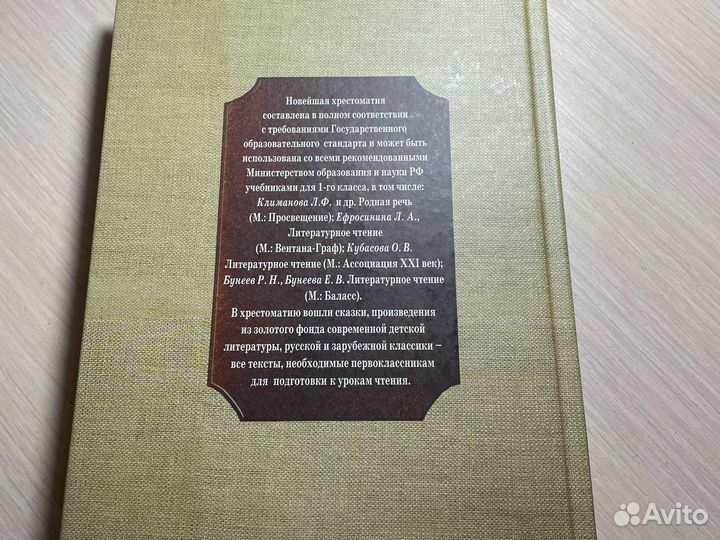 Новейшая хрестоматия
составлена в полном соответствии
с требованиями Государственного
образовательного стандарта и может быть
использована со всеми рекомендованными
Министерством образования и науки РФ
учебниками для 1-го класса, в том числе:
Климанова Л.Ф. и др. Родная речь
(М.: Просвещение); Ефросинина Л. А.,
Литературное чтение
(М.: Вентана-Граф); Кубасова О. В.
Литературное чтение (М.: Ассоциация XXI век);
Бунеев Р. Н., Бунеева Е. В. Литературное чтение
(М.: Баласс).
В хрестоматию вошли сказки, произведения
из золотого фонда современной детской
литературы, русской и зарубежной классики –
все тексты, необходимые первоклассникам
для подготовки к урокам чтения.
Avito